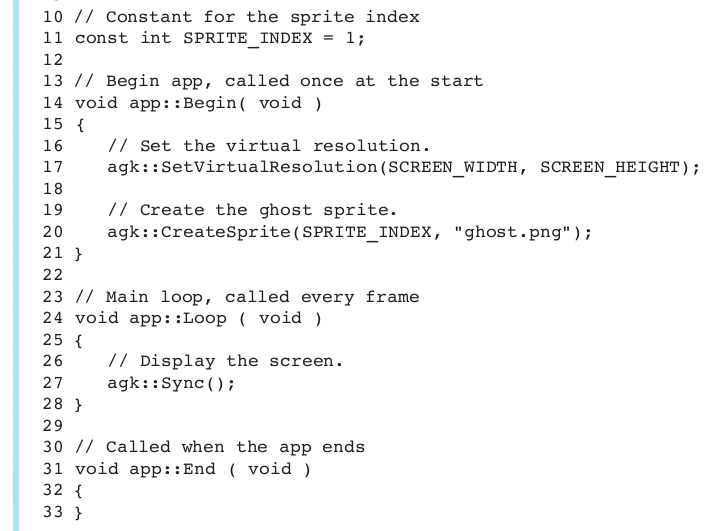 10 // Constant for the sprite index
11 const int SPRITE_INDEX = 1;
12
13 // Begin app, called once at the start
14 void app::Begin( void )
15 {
16    // Set the virtual resolution.
17    agk::SetVirtualResolution(SCREEN_WIDTH, SCREEN_HEIGHT);
18
19    // Create the ghost sprite.
20    agk::CreateSprite(SPRITE_INDEX, "ghost.png");
21 }
22
23 // Main loop, called every frame
24 void app::Loop ( void )
25 {
26    // Display the screen.
27    agk::Sync();
28 }
29
30 // Called when the app ends
31 void app::End ( void )
32 {
33 }